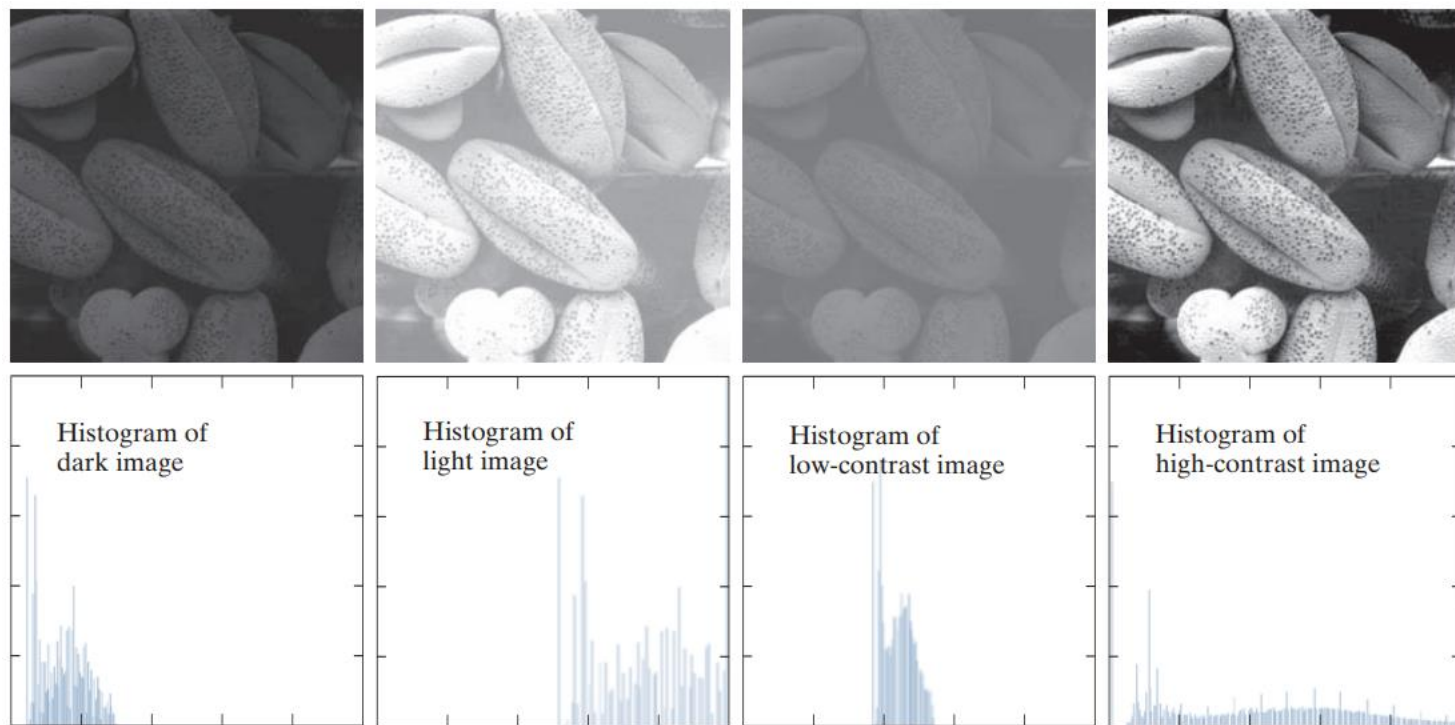 Histogram of
dark image
Histogram of
light image
Histogram of
low-contrast image
Histogram of
high-contrast image